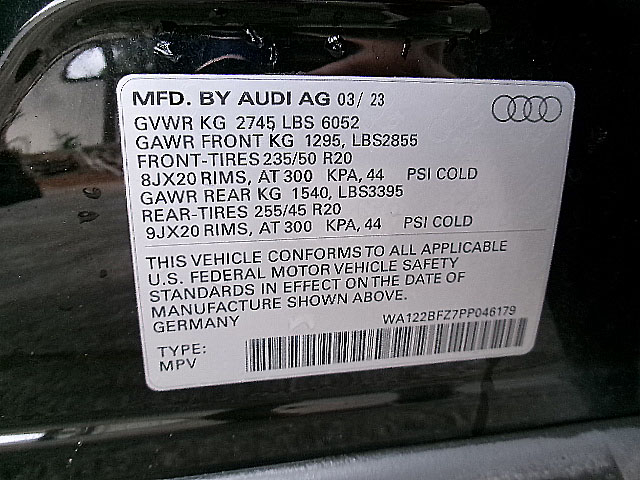 MFD. BY AUDI AG 03/ 23
GVWR KG 2745 LBS 6052
GAWR FRONT KG 1295, LBS2855
FRONT-TIRES 235/50 R20
8JX20 RIMS, AT 300 KPA, 44 PSI COLD
GAWR REAR KG 1540, LBS3395
REAR-TIRES 255/45 R20
9JX20 RIMS, AT 300 KPA, 44 PSI COLD
THIS VEHICLE CONFORMS TO ALL APPLICABLE
U.S. FEDERAL MOTOR VEHICLE SAFETY
STANDARDS IN EFFECT ON THE DATE OF
MANUFACTURE SHOWN ABOVE.
GERMANY WA122BFZ7PP046179
TYPE:
MPV